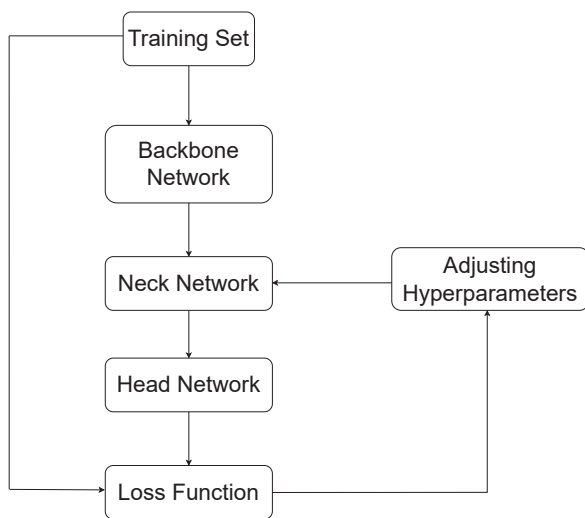 Training Set
Backbone
Network
Neck Network
Adjusting
Hyperparameters
Head Network
Loss Function